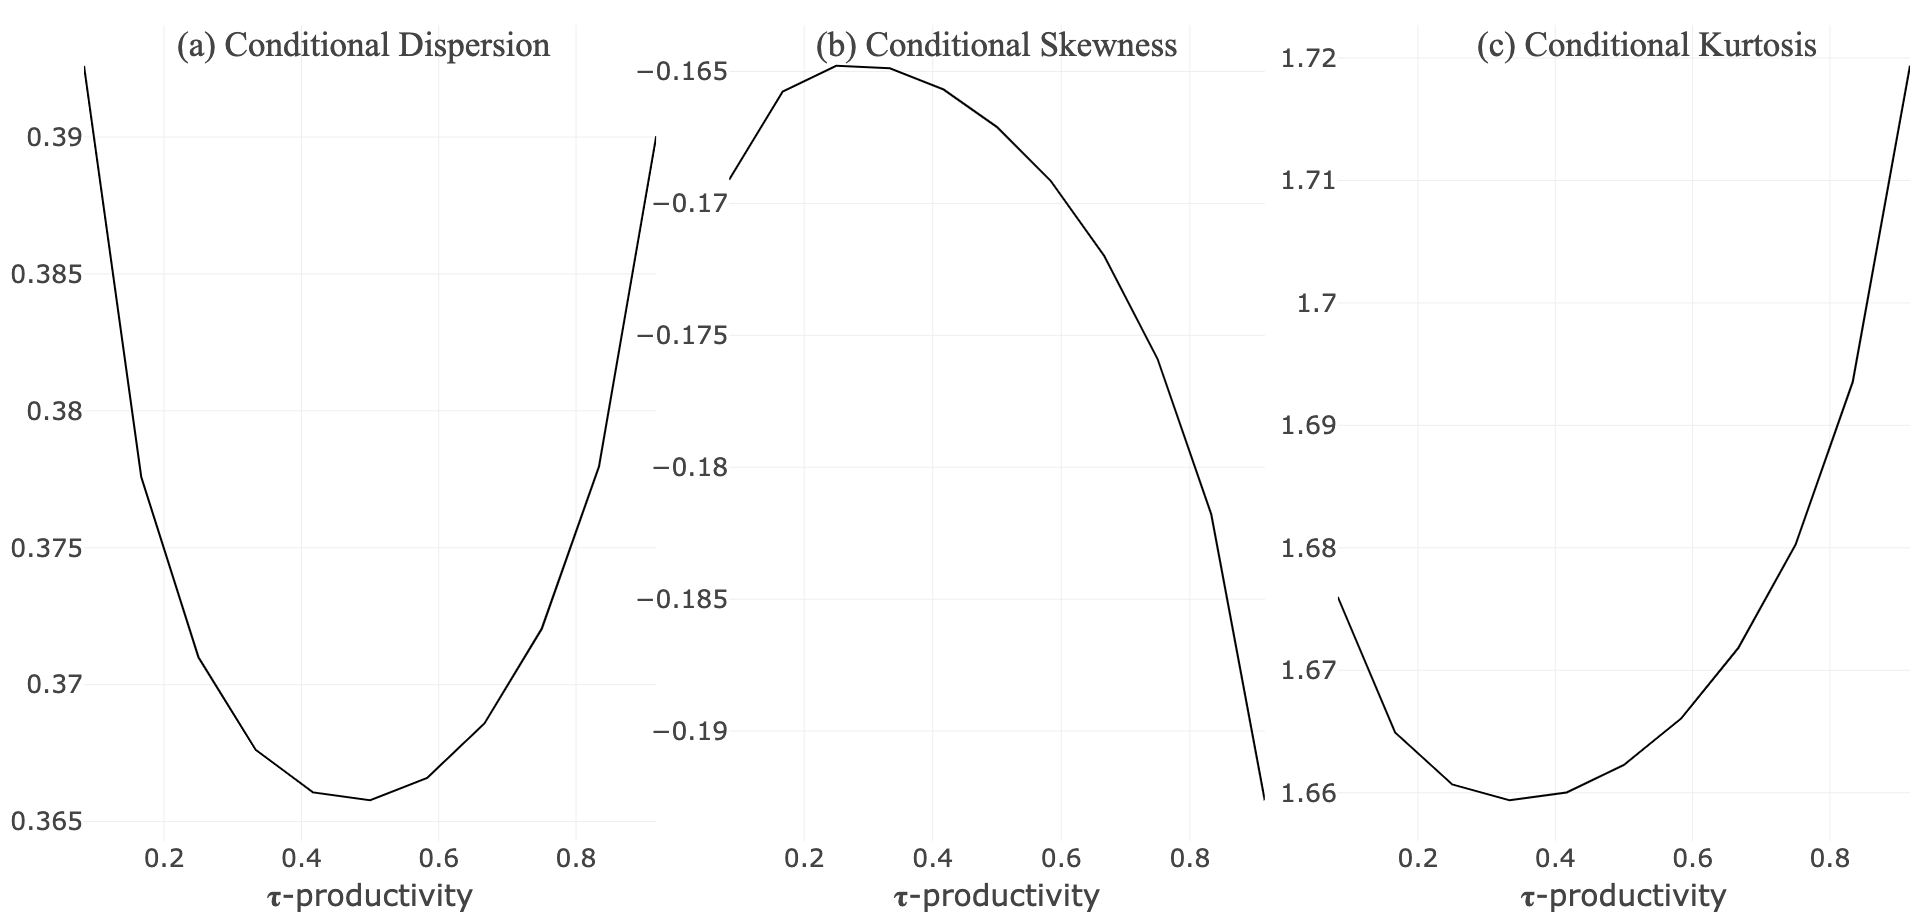 (a) Conditional Dispersion
0.39
0.385
0.38
0.375
0.37
0.365
0.2 0.4 0.6 0.8
τ-productivity
(b) Conditional Skewness
−0.165
−0.17
−0.175
−0.18
−0.185
−0.19
0.2 0.4 0.6 0.8
τ-productivity
(c) Conditional Kurtosis
1.72
1.71
1.7
1.69
1.68
1.67
1.66
0.2 0.4 0.6 0.8
τ-productivity